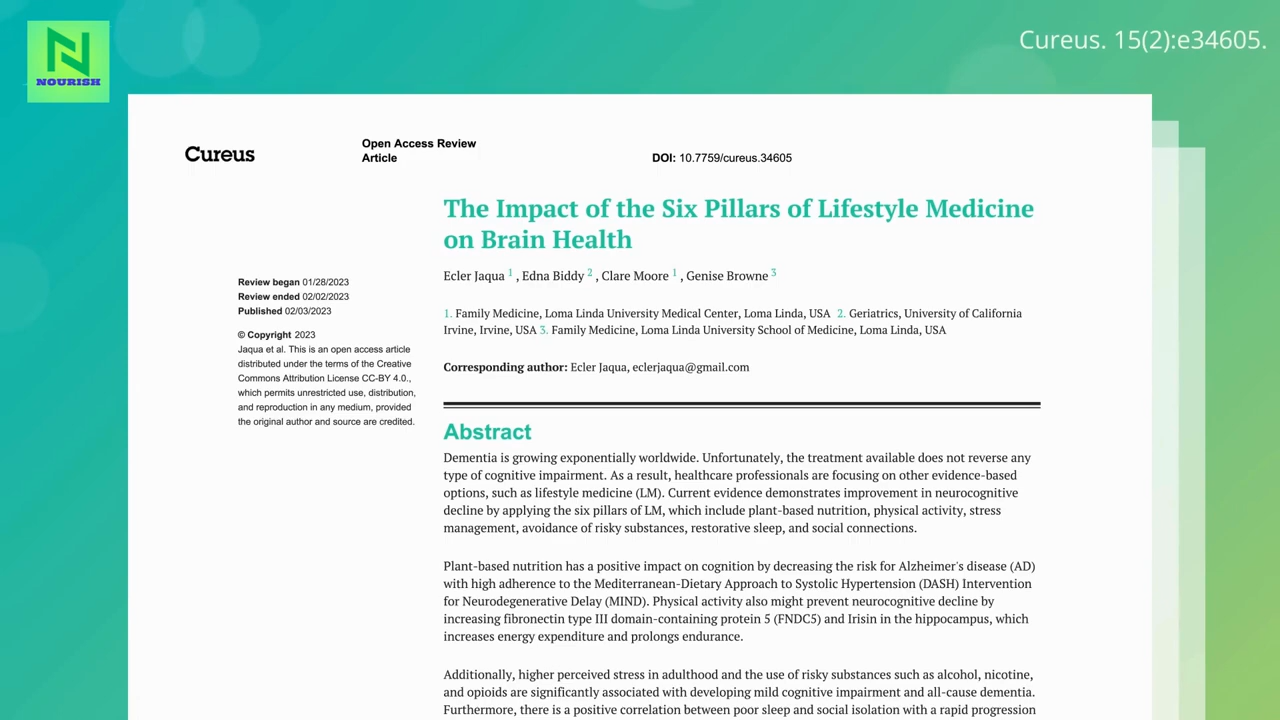 N
NOURISH
Cureus. 15(2):e34605.
Cureus
Open Access Review
Article
DOI: 10.7759/cureus.34605
The Impact of the Six Pillars of Lifestyle Medicine
on Brain Health
Ecler Jaqua 1 , Edna Biddy 2 , Clare Moore 1 , Genise Browne 3
1. Family Medicine, Loma Linda University Medical Center, Loma Linda, USA 2. Geriatrics, University of California
Irvine, Irvine, USA 3. Family Medicine, Loma Linda University School of Medicine, Loma Linda, USA
Corresponding author: Ecler Jaqua, eclerjaqua@gmail.com
Review began 01/28/2023
Review ended 02/02/2023
Published 02/03/2023
© Copyright 2023
Jaqua et al. This is an open access article
distributed under the terms of the Creative
Commons Attribution License CC-BY 4.0.,
which permits unrestricted use, distribution,
and reproduction in any medium, provided
the original author and source are credited.
Abstract
Dementia is growing exponentially worldwide. Unfortunately, the treatment available does not reverse any
type of cognitive impairment. As a result, healthcare professionals are focusing on other evidence-based
options, such as lifestyle medicine (LM). Current evidence demonstrates improvement in neurocognitive
decline by applying the six pillars of LM, which include plant-based nutrition, physical activity, stress
management, avoidance of risky substances, restorative sleep, and social connections.
Plant-based nutrition has a positive impact on cognition by decreasing the risk for Alzheimer's disease (AD)
with high adherence to the Mediterranean-Dietary Approach to Systolic Hypertension (DASH) Intervention
for Neurodegenerative Delay (MIND). Physical activity also might prevent neurocognitive decline by
increasing fibronectin type III domain-containing protein 5 (FNDC5) and Irisin in the hippocampus, which
increases energy expenditure and prolongs endurance.
Additionally, higher perceived stress in adulthood and the use of risky substances such as alcohol, nicotine,
and opioids are significantly associated with developing mild cognitive impairment and all-cause dementia.
Furthermore, there is a positive correlation between poor sleep and social isolation with a rapid progression